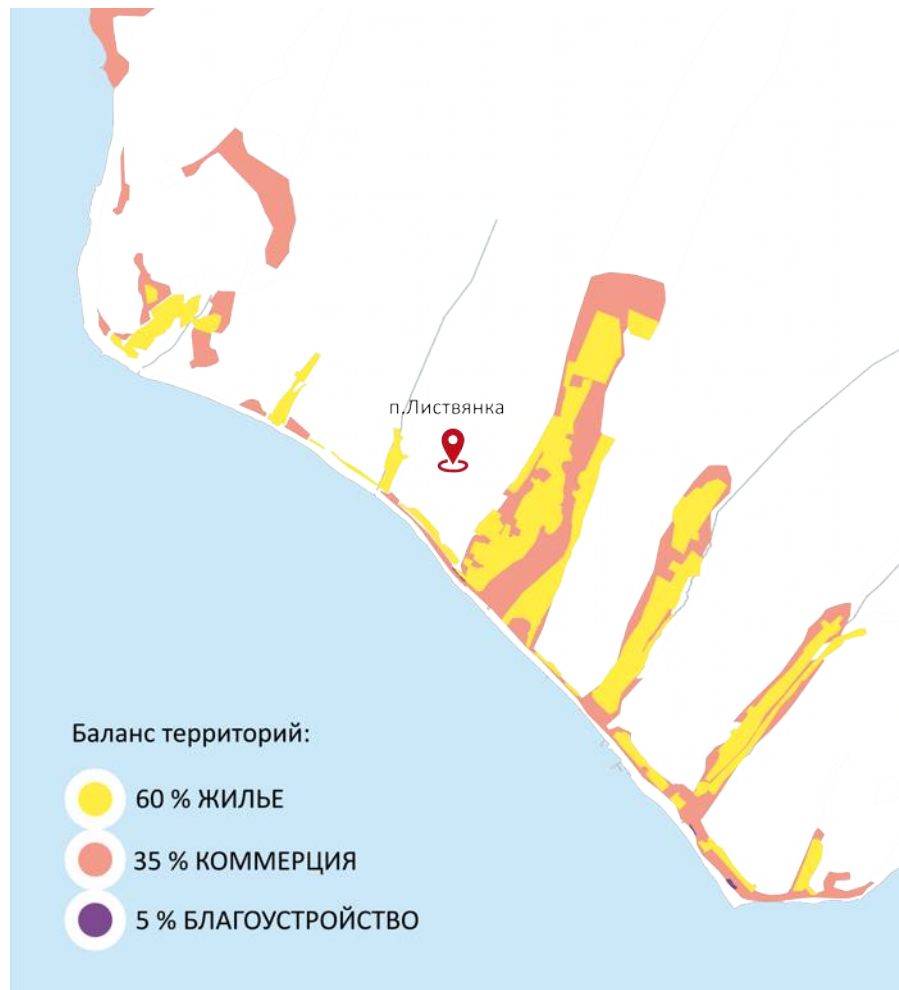 п.Листвянка
Баланс территорий:
60 % ЖИЛЬЕ
35 % КОММЕРЦИЯ
5 % БЛАГОУСТРОЙСТВО